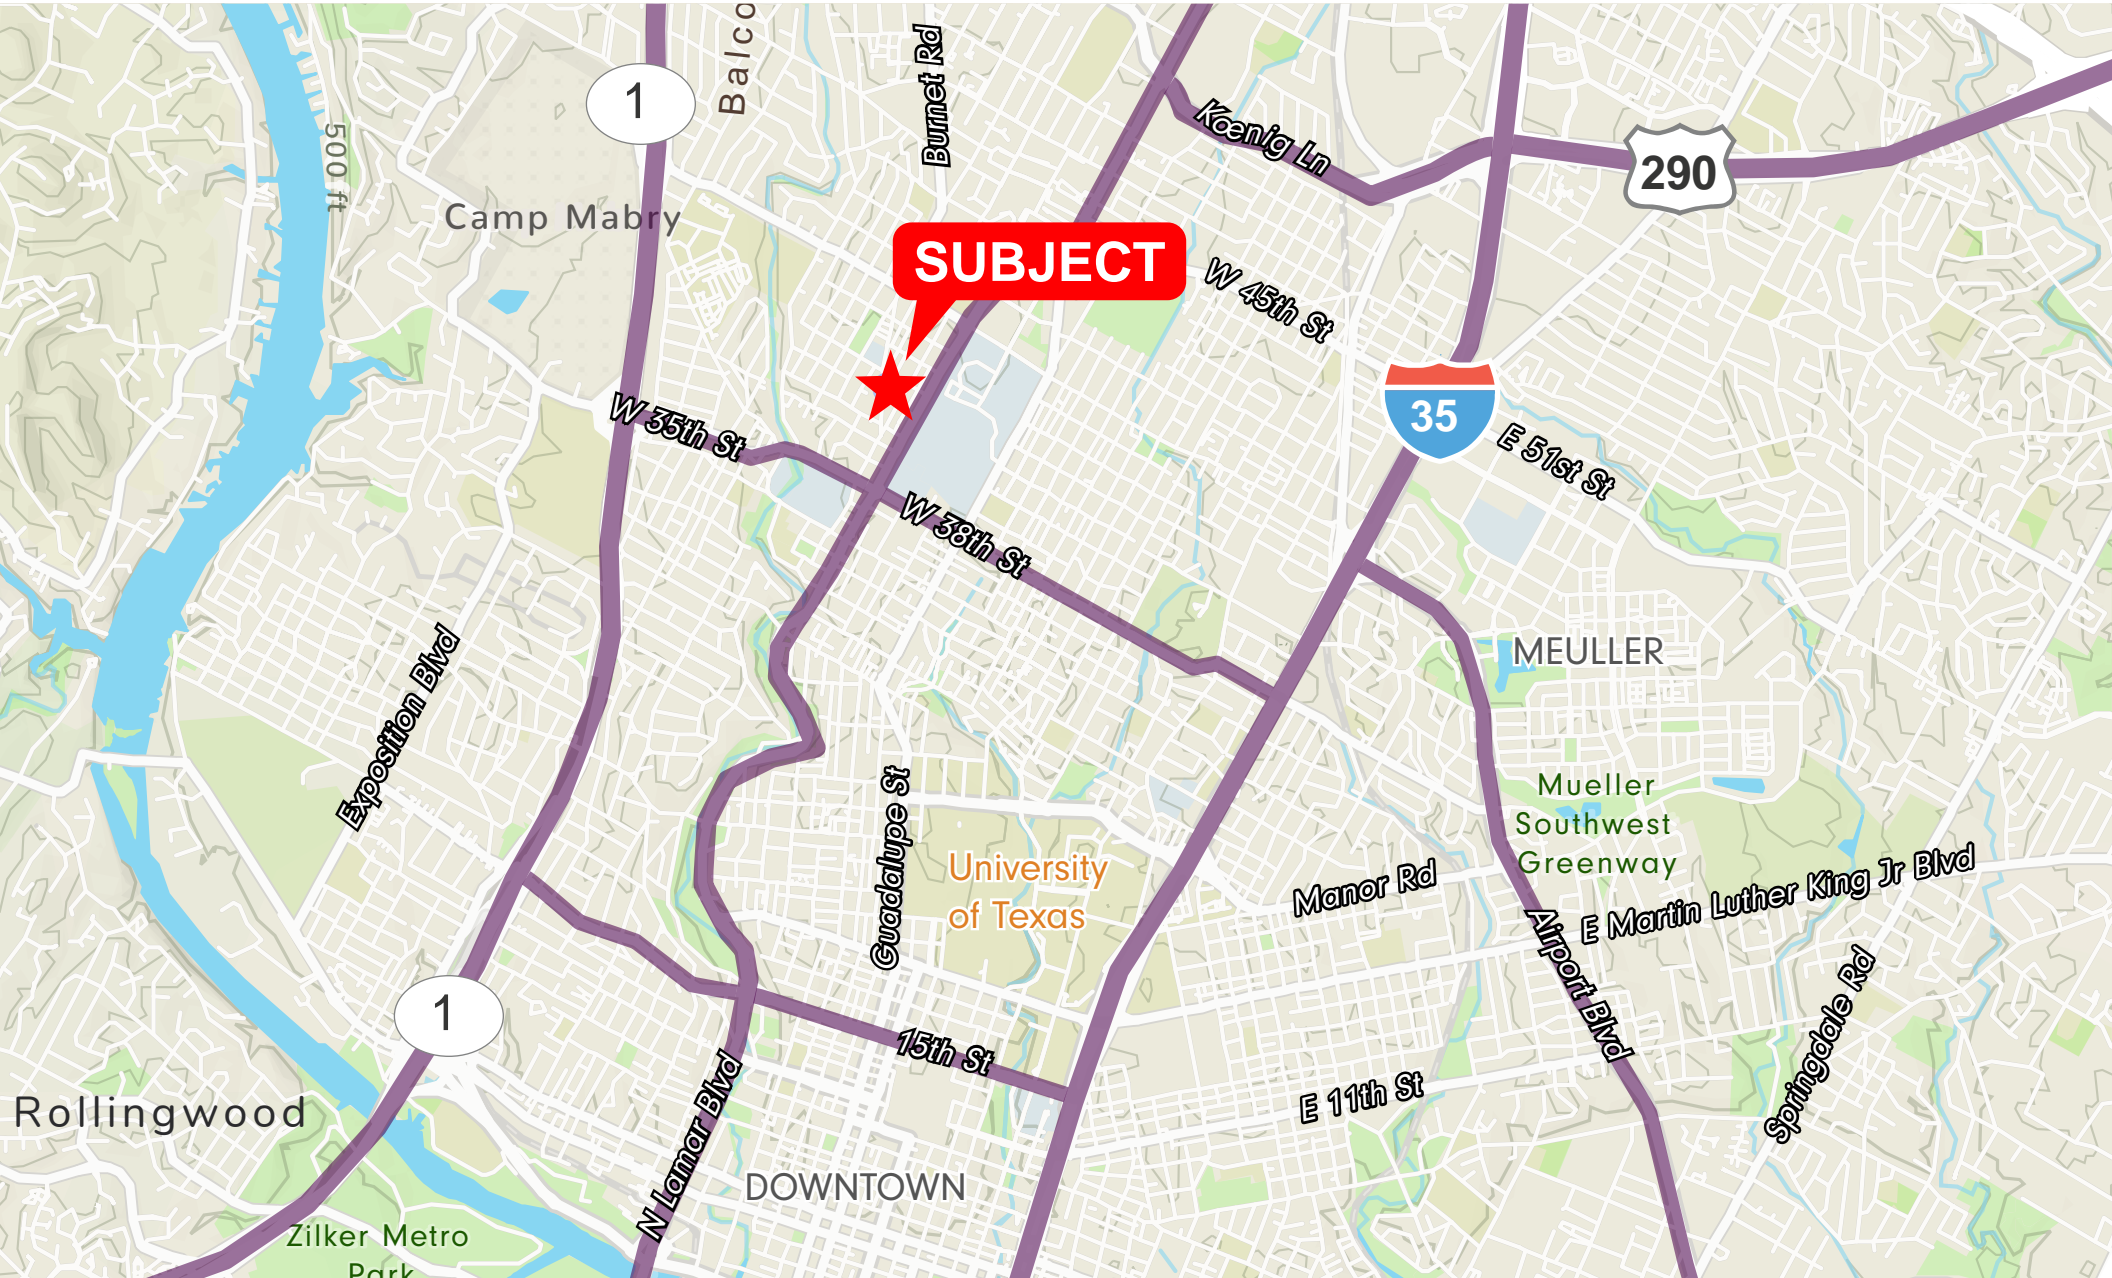 Balco
Burnet Rd
1
Koenig Ln
290
500 ft
Camp Mabry
SUBJECT
W 45th St
35
W 35th St
E 51st St
W 38th St
MEULLER
Exposition Blvd
Mueller
Southwest
Greenway
Guadalupe St
University
of Texas
Manor Rd
E Martin Luther King Jr Blvd
Airport Blvd
Springdale Rd
1
15th St
E 11th St
Rollingwood
N Lamar Blvd
DOWNTOWN
Zilker Metro
Park